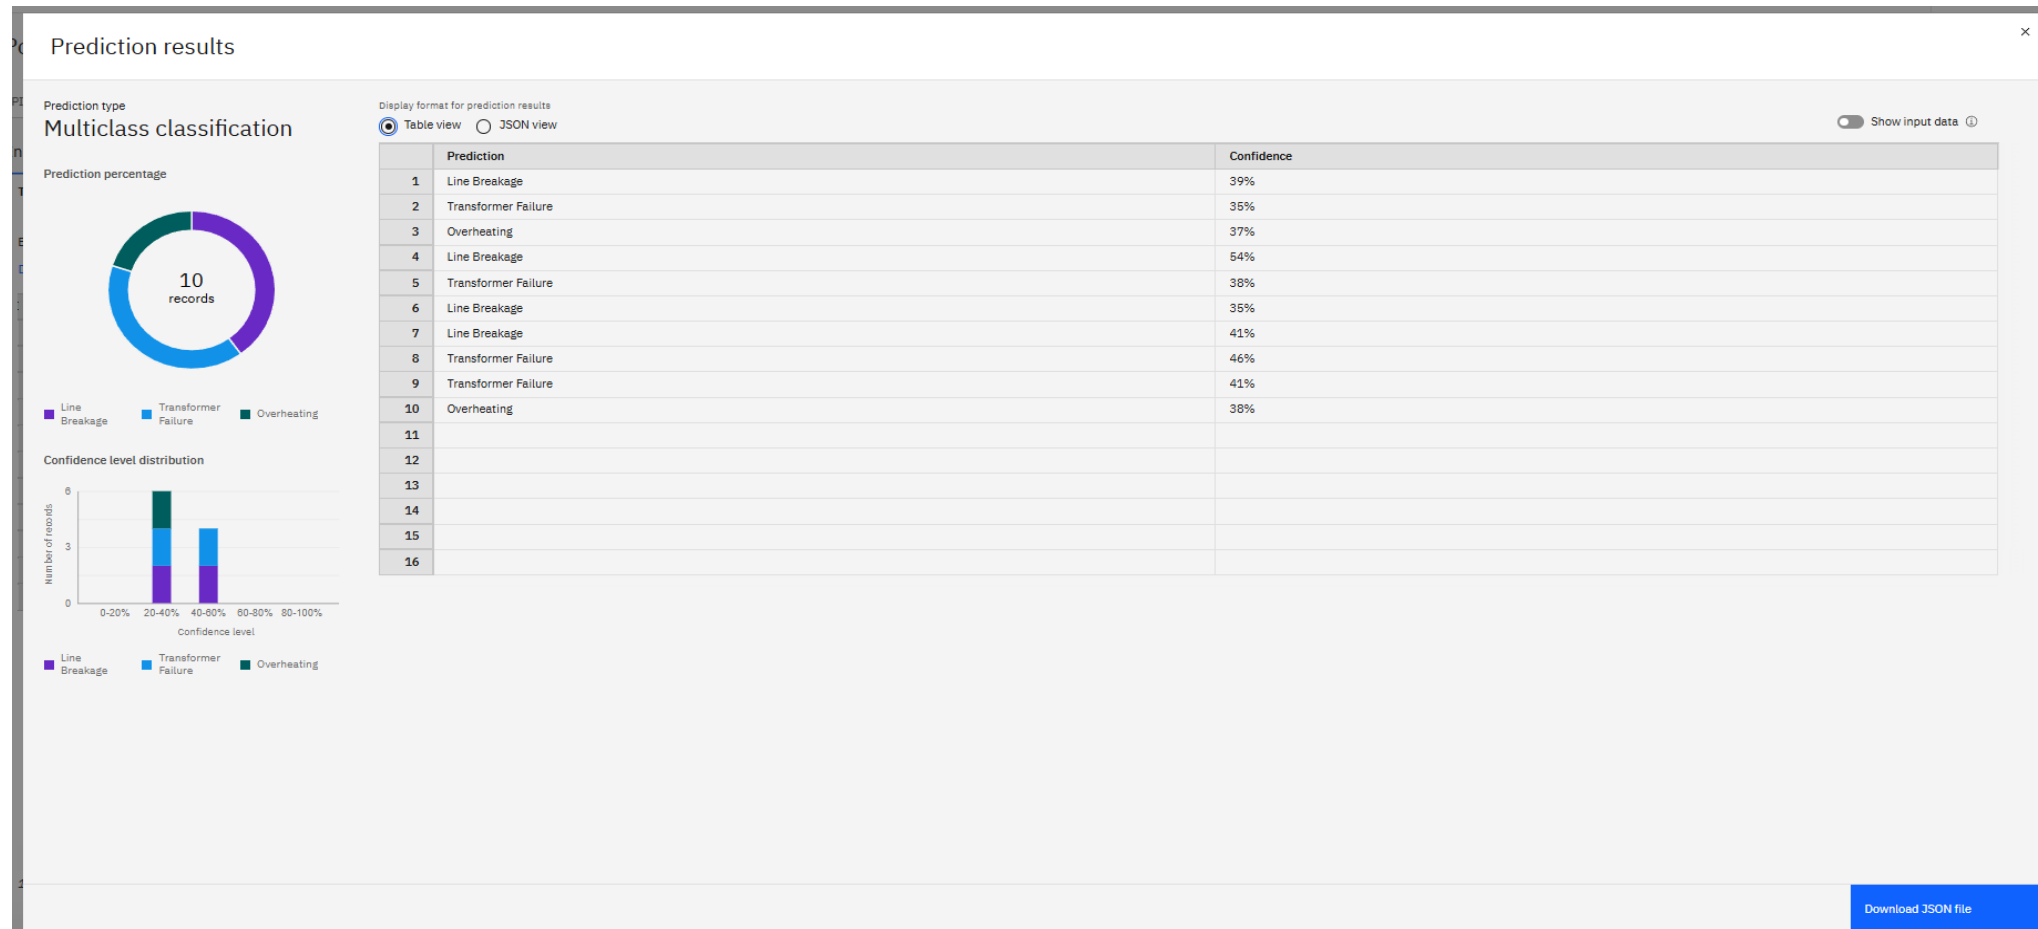 Prediction results
×
Prediction type
Multiclass classification
Prediction percentage
10
records
Line Breakage
Transformer Failure
Overheating
Confidence level distribution
Number of records
6
3
0
0-20% 20-40% 40-60% 60-80% 80-100%
Confidence level
Line Breakage
Transformer Failure
Overheating
Display format for prediction results
Table view JSON view
Show input data
Prediction Confidence
1 Line Breakage 39%
2 Transformer Failure 35%
3 Overheating 37%
4 Line Breakage 54%
5 Transformer Failure 38%
6 Line Breakage 35%
7 Line Breakage 41%
8 Transformer Failure 46%
9 Transformer Failure 41%
10 Overheating 38%
11
12
13
14
15
16
Download JSON file